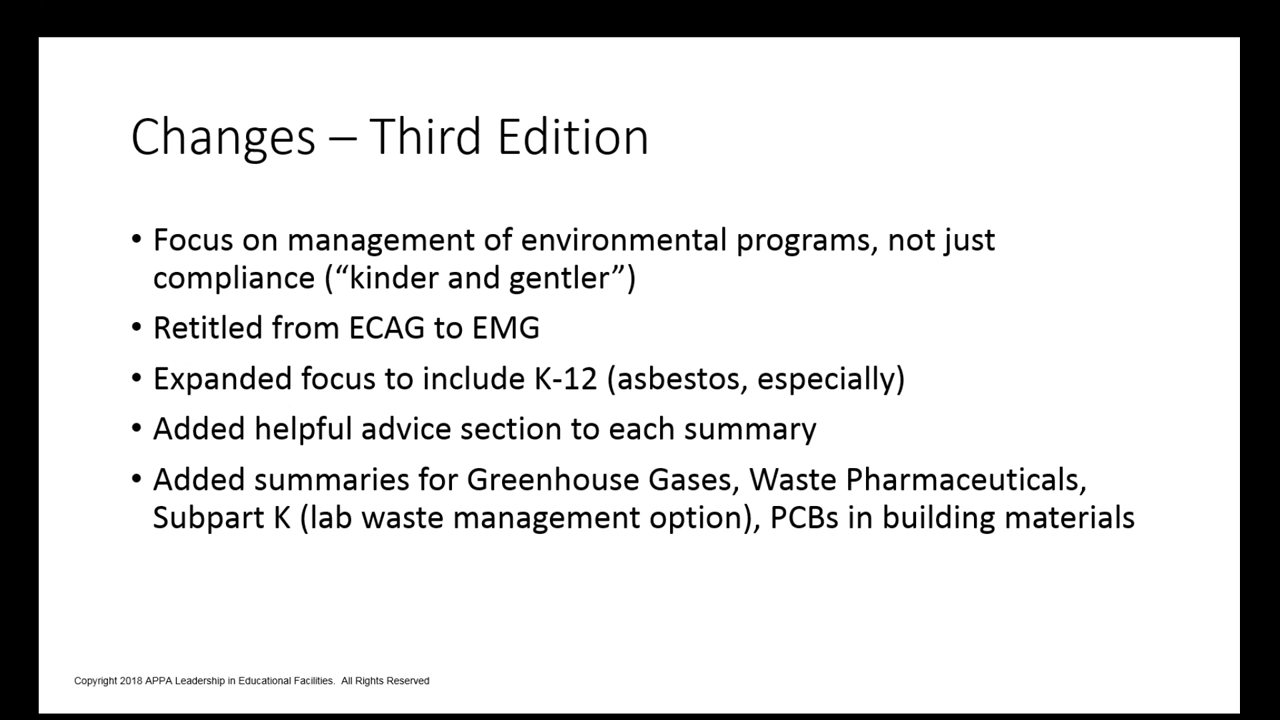 Changes – Third Edition
• Focus on management of environmental programs, not just
compliance (“kinder and gentler”)
• Retitled from ECAG to EMG
• Expanded focus to include K-12 (asbestos, especially)
• Added helpful advice section to each summary
• Added summaries for Greenhouse Gases, Waste Pharmaceuticals,
Subpart K (lab waste management option), PCBs in building materials
Copyright 2018 APPA Leadership in Educational Facilities.  All Rights Reserved